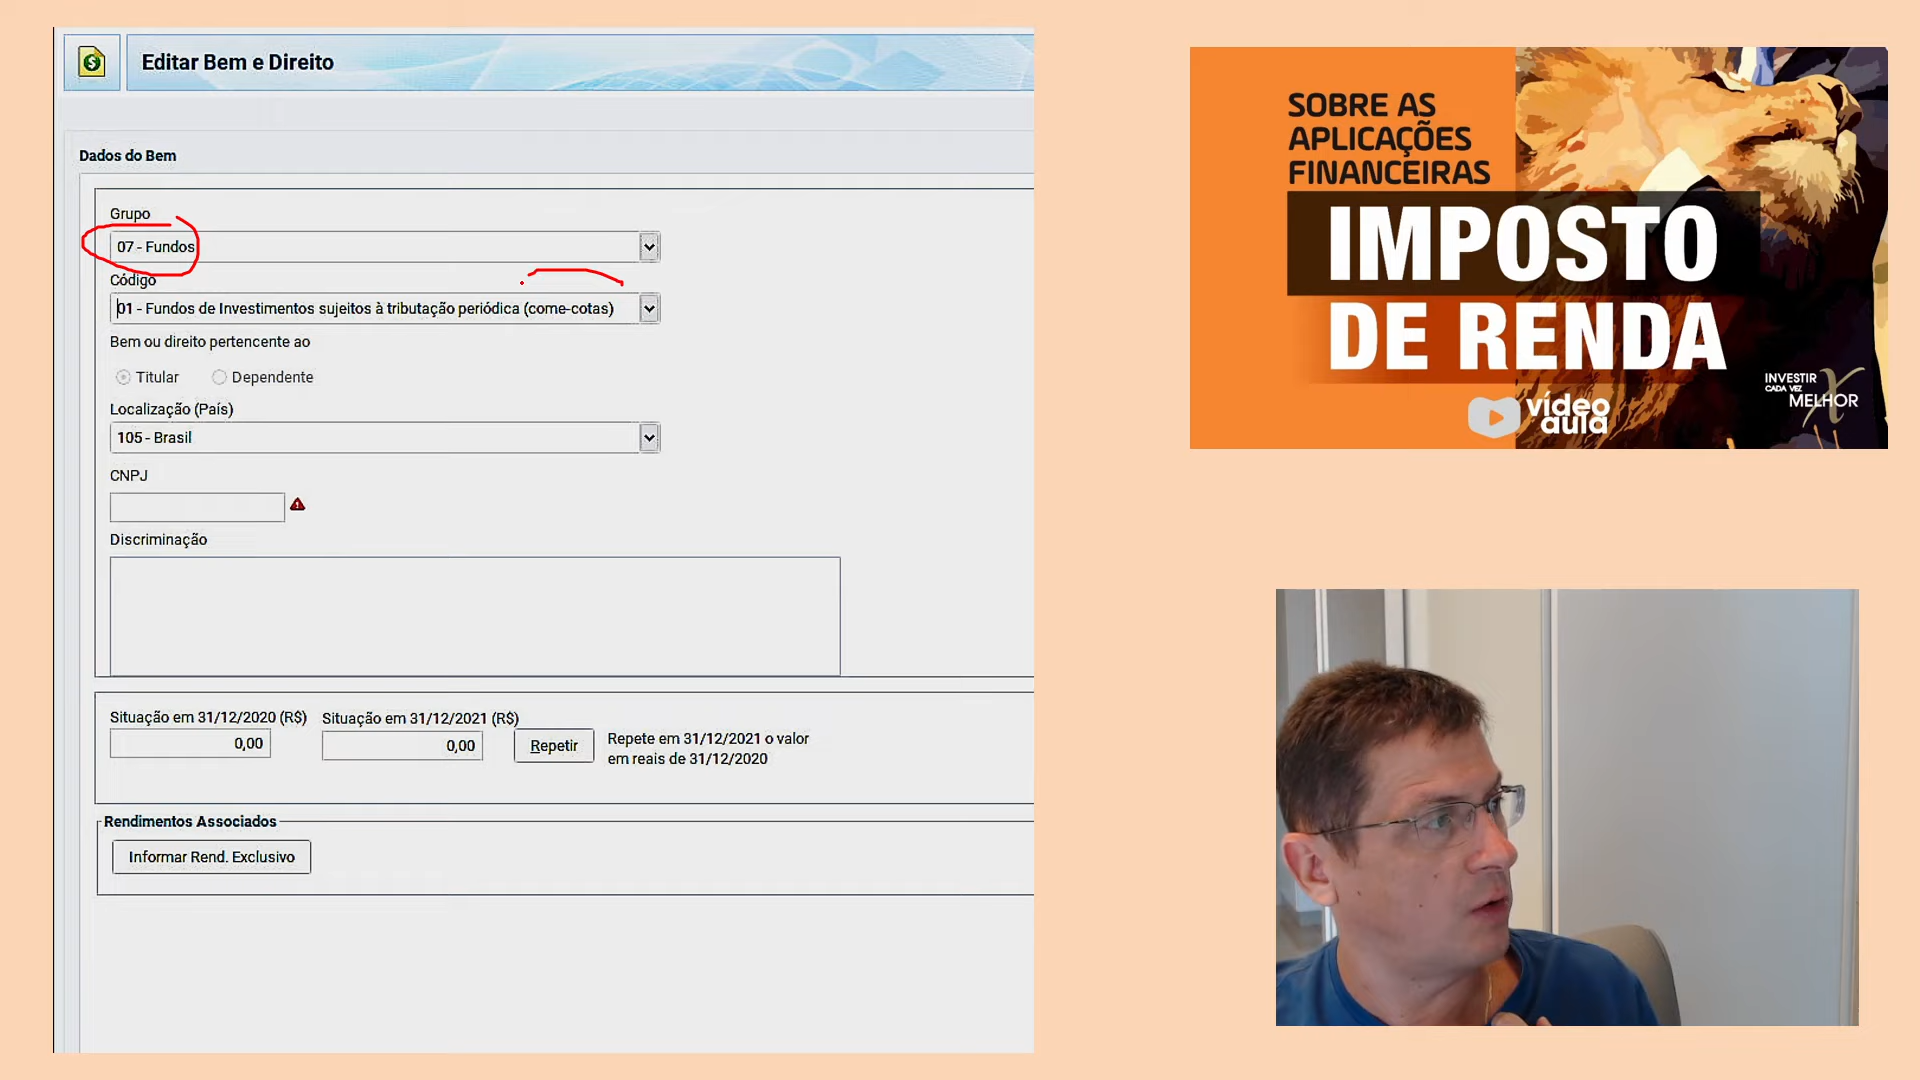 Editar Bem e Direito
Dados do Bem
Grupo
07 - Fundos
Código
01 - Fundos de Investimentos sujeitos à tributação periódica (come-cotas)
Bem ou direito pertencente ao
Titular Dependente
Localização (País)
105 - Brasil
CNPJ
Discriminação
Situação em 31/12/2020 (R$) Situação em 31/12/2021 (R$)
0,00 0,00 Repetir Repete em 31/12/2021 o valor
em reais de 31/12/2020
Rendimentos Associados
Informar Rend. Exclusivo
SOBRE AS
APLICAÇÕES
FINANCEIRAS
IMPOSTO
DE RENDA
INVESTIR
CADA VEZ
MELHOR
vídeo
aula